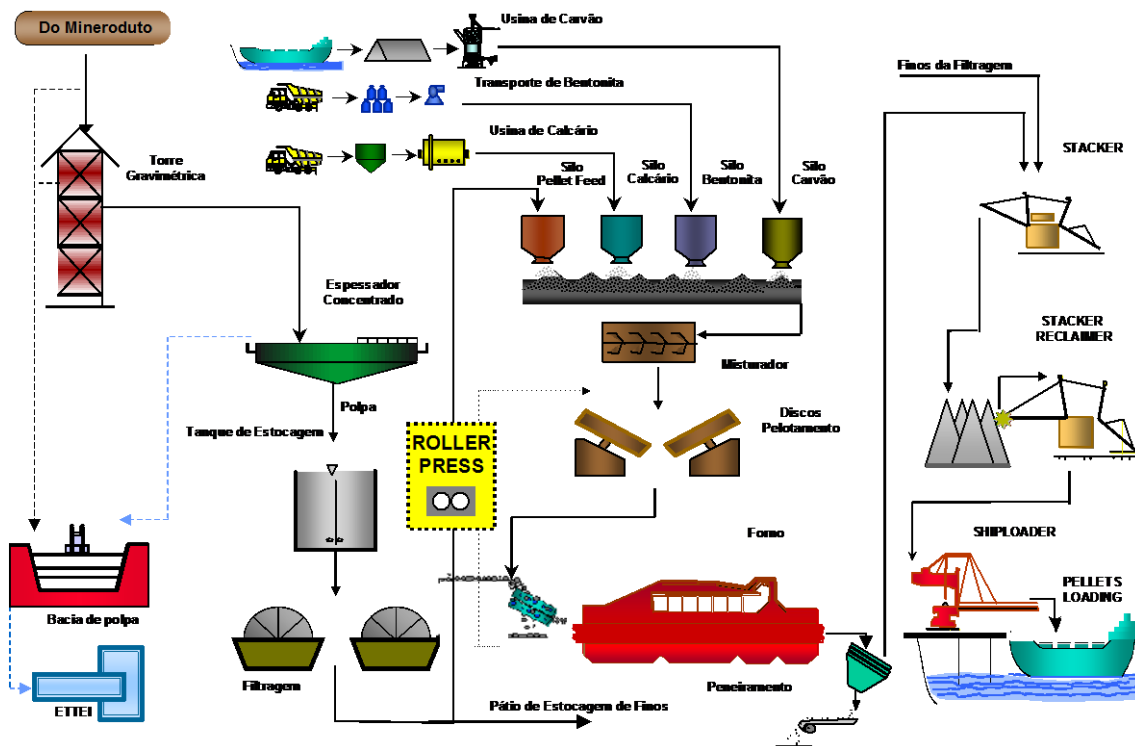 Do Mineroduto
Usina de Carvão
Transporte de Bentonita
Usina de Calcário
Finos da Filtragem
Torre
Gravimétrica
Silo
Pellet Feed
Silo
Calcário
Silo
Bentonita
Silo
Carvão
STACKER
Espessador
Concentrado
STACKER
RECLAIMER
Misturador
Polpa
Tanque de Estocagem
Discos
Pelotamento
ROLLER
PRESS
Forno
SHIPLOADER
PELLETS
LOADING
Bacia de polpa
Filtragem
Peneiramento
ETTEI
Pátio de Estocagem de Finos